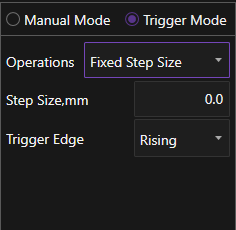 Manual Mode Trigger Mode
Operations Fixed Step Size
Step Size,mm 0.0
Trigger Edge Rising